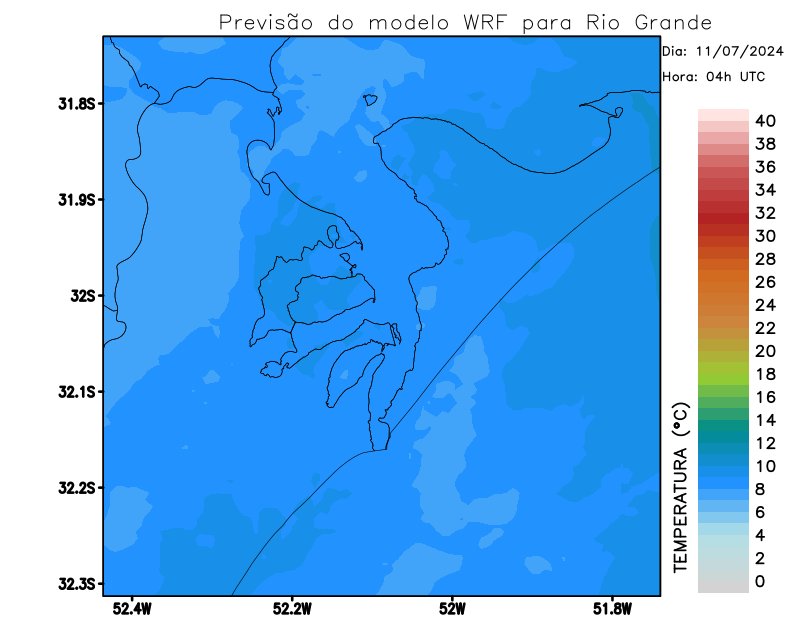 Previsão do modelo WRF para Rio Grande
Dia: 11/07/2024
Hora: 04h UTC
31.8S
31.9S
32S
32.1S
32.2S
32.3S
52.4W
52.2W
52W
51.8W
TEMPERATURA (°C)
40
38
36
34
32
30
28
26
24
22
20
18
16
14
12
10
8
6
4
2
0